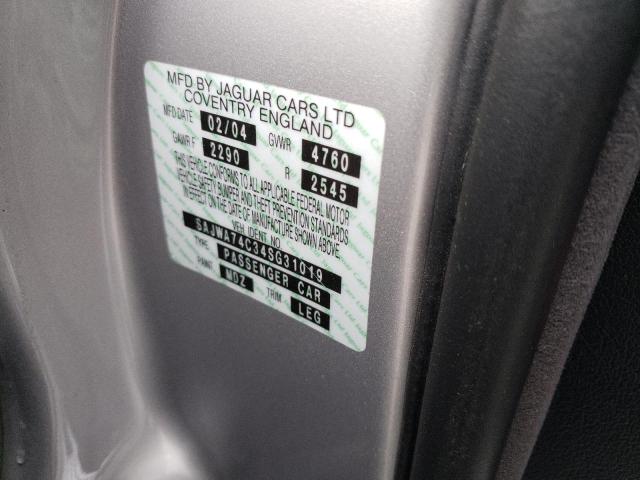 MFD BY JAGUAR CARS LTD
COVENTRY ENGLAND
MFD DATE 02/04 GVWR 4760
GAWR F 2290 R 2545
THIS VEHICLE CONFORMS TO ALL APPLICABLE FEDERAL MOTOR
VEHICLE SAFETY, BUMPER AND THEFT PREVENTION STANDARDS
IN EFFECT ON THE DATE OF MANUFACTURE SHOWN ABOVE.
VEH. IDENT. NO.
SAJWA74C34SG31019
TYPE PASSENGER CAR
PAINT MDZ TRIM LEG